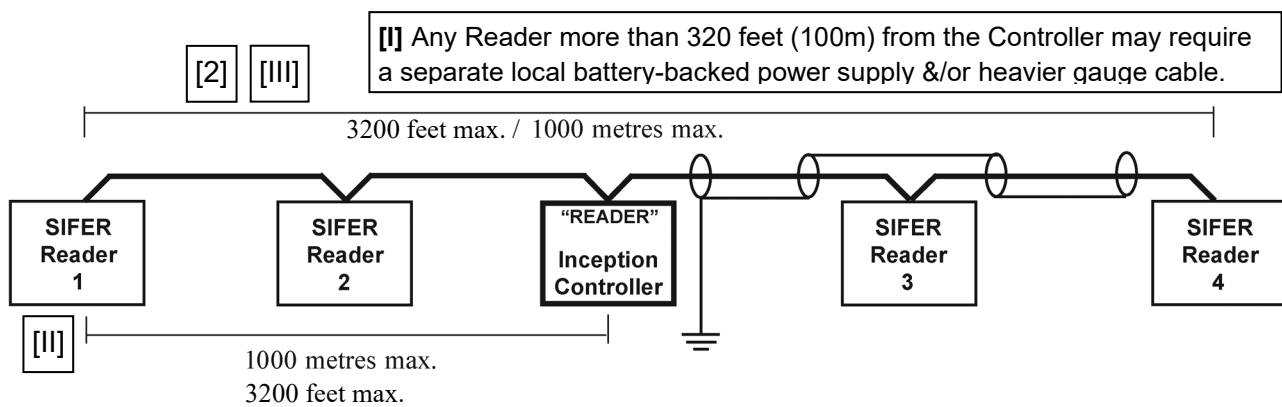 [I] Any Reader more than 320 feet (100m) from the Controller may require
a separate local battery-backed power supply &/or heavier gauge cable.
[2] [III]
3200 feet max. / 1000 metres max.
SIFER
Reader
1
SIFER
Reader
2
“READER”
Inception
Controller
SIFER
Reader
3
SIFER
Reader
4
[II]
1000 metres max.
3200 feet max.